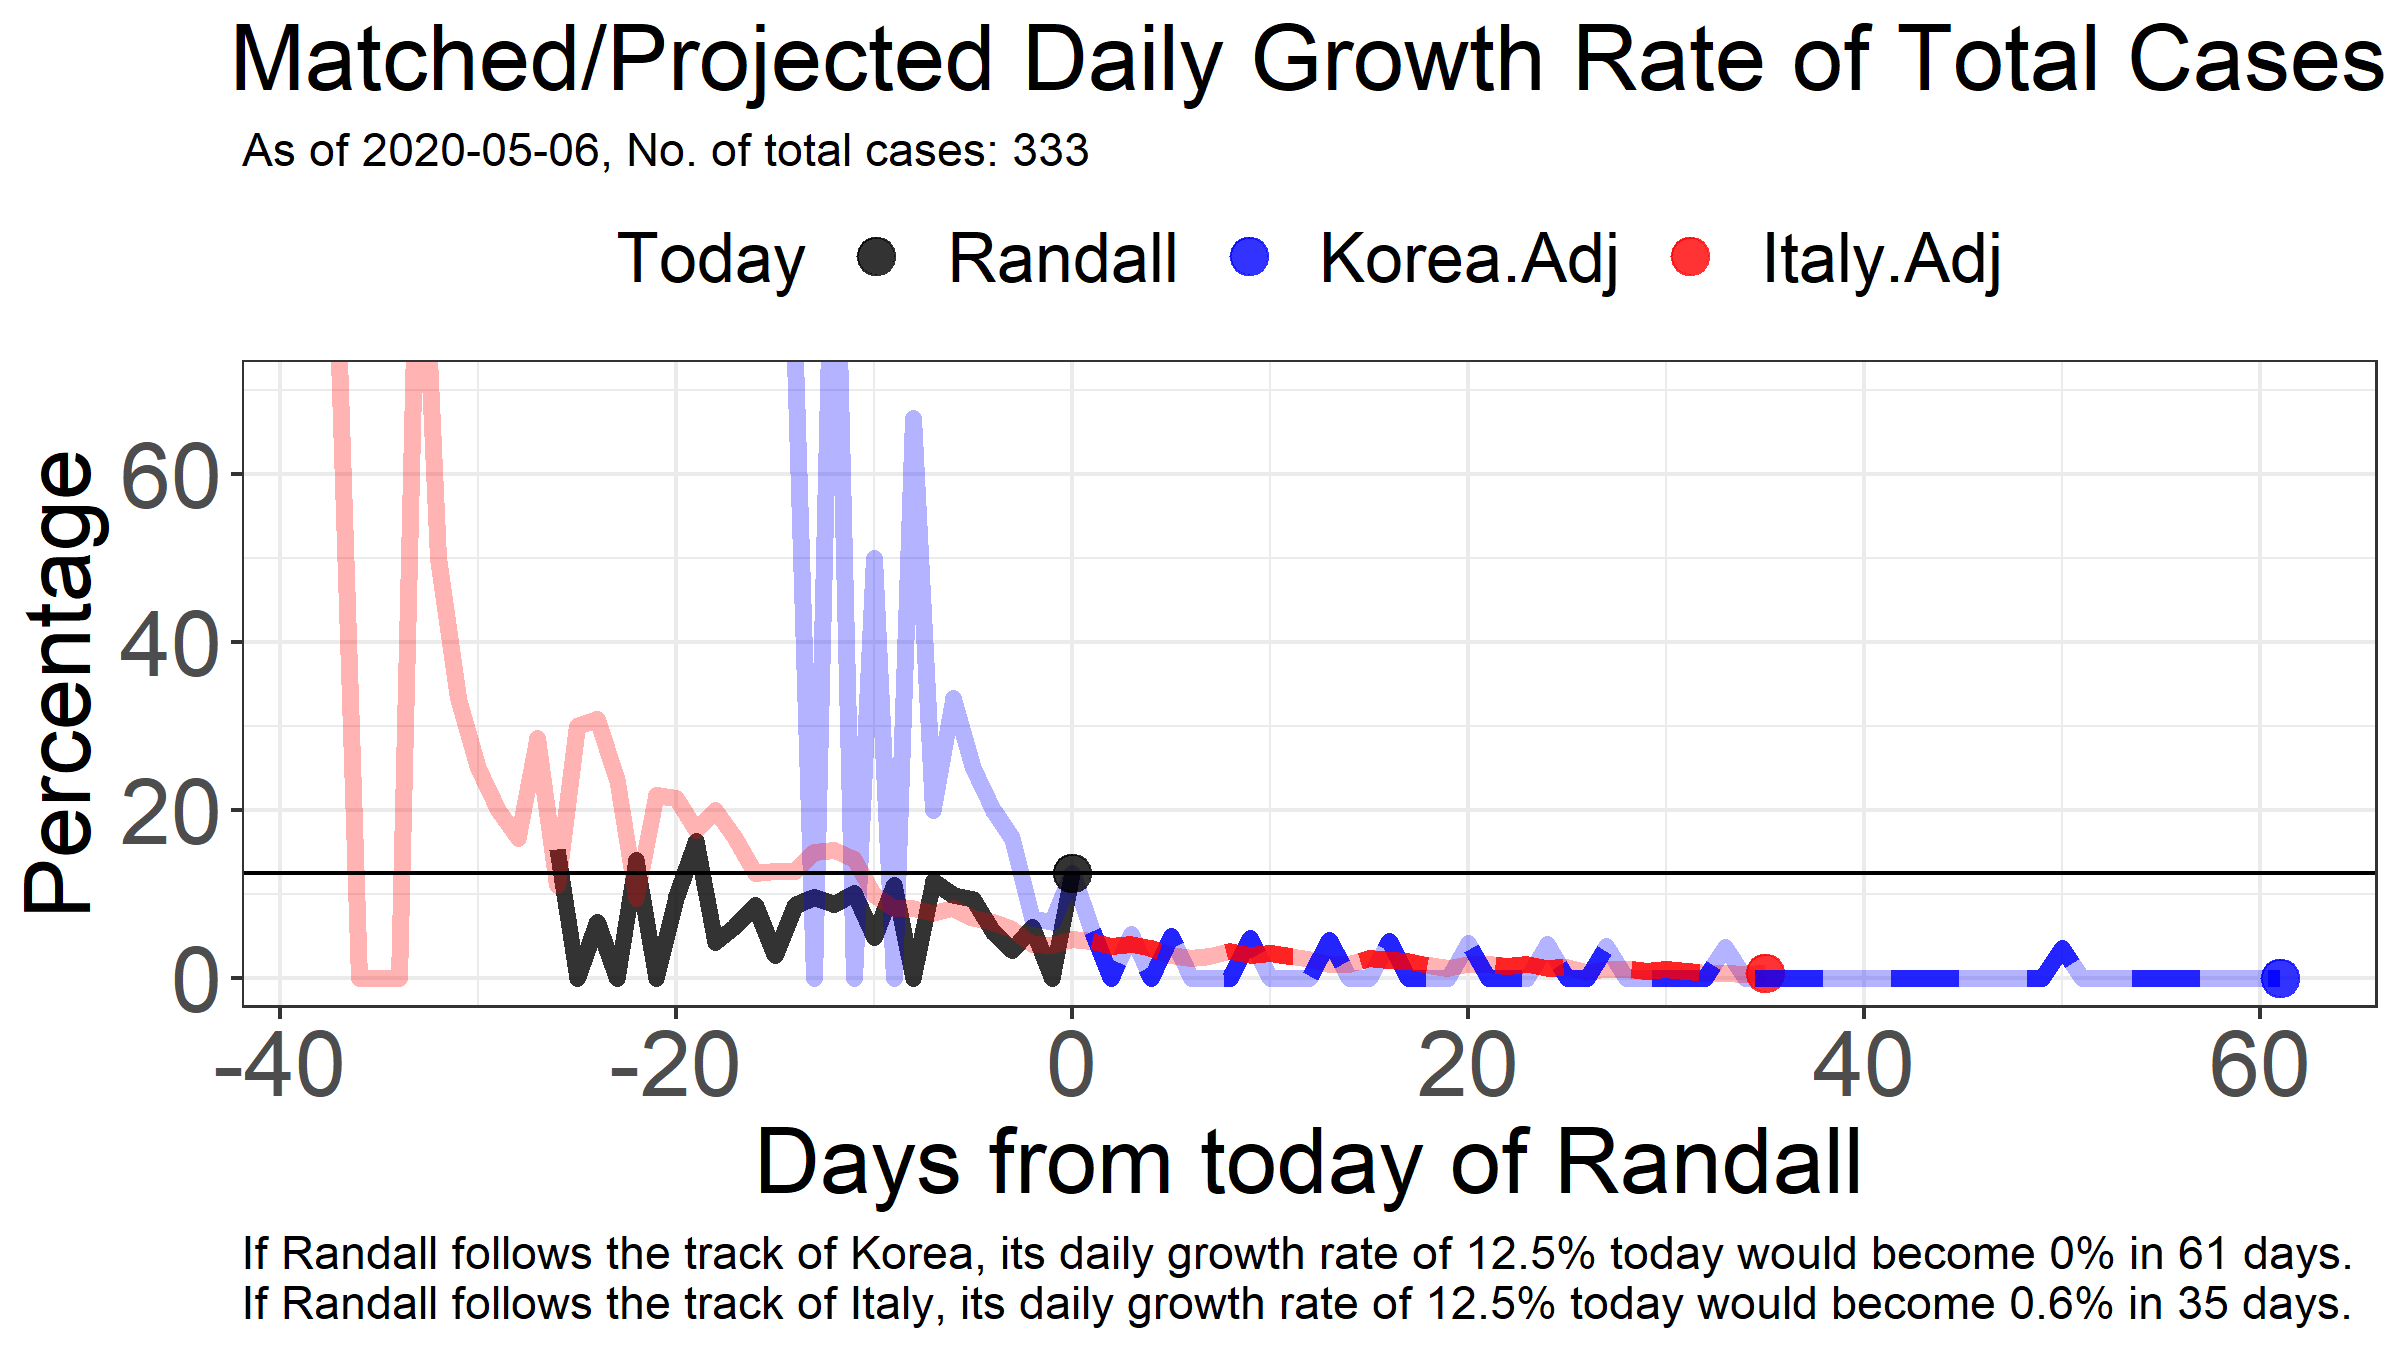 Matched/Projected Daily Growth Rate of Total Cases
As of 2020-05-06, No. of total cases: 333
Today Randall Korea.Adj Italy.Adj
Percentage
60
40
20
0
-40 -20 0 20 40 60
Days from today of Randall
If Randall follows the track of Korea, its daily growth rate of 12.5% today would become 0% in 61 days.
If Randall follows the track of Italy, its daily growth rate of 12.5% today would become 0.6% in 35 days.